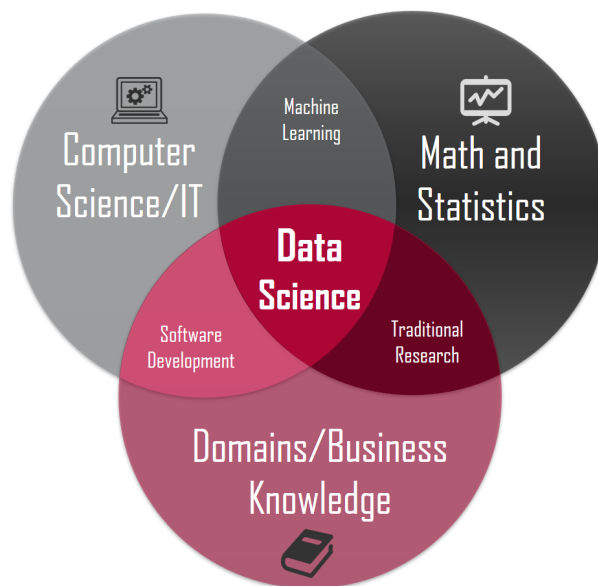 Machine
Learning
Computer
Science/IT
Math and
Statistics
Data
Science
Software
Development
Traditional
Research
Domains/Business
Knowledge